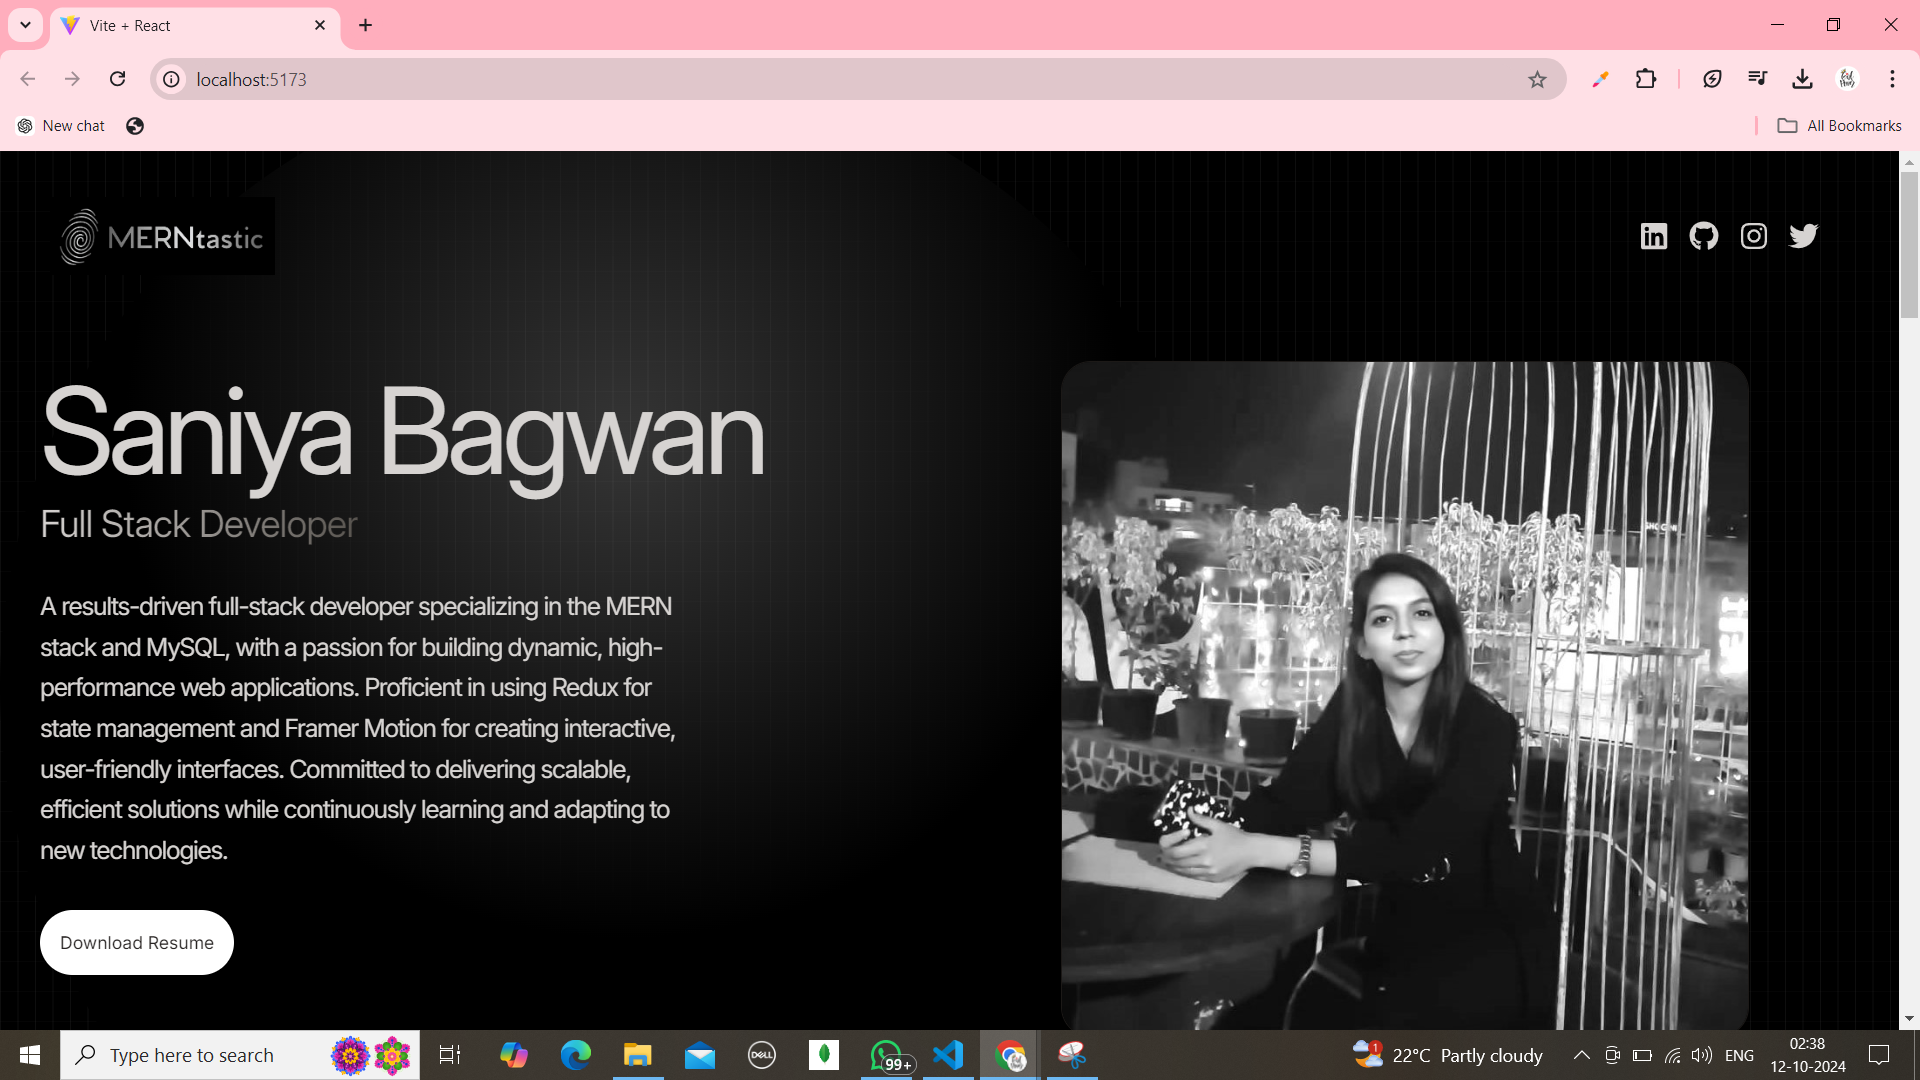 Vite + React
localhost:5173
New chat
All Bookmarks
MERNtastic
Saniya Bagwan
Full Stack Developer
A results-driven full-stack developer specializing in the MERN
stack and MySQL, with a passion for building dynamic, high-
performance web applications. Proficient in using Redux for
state management and Framer Motion for creating interactive,
user-friendly interfaces. Committed to delivering scalable,
efficient solutions while continuously learning and adapting to
new technologies.
Download Resume
Type here to search
DELL
99+
1
22°C Partly cloudy
ENG
02:38
12-10-2024